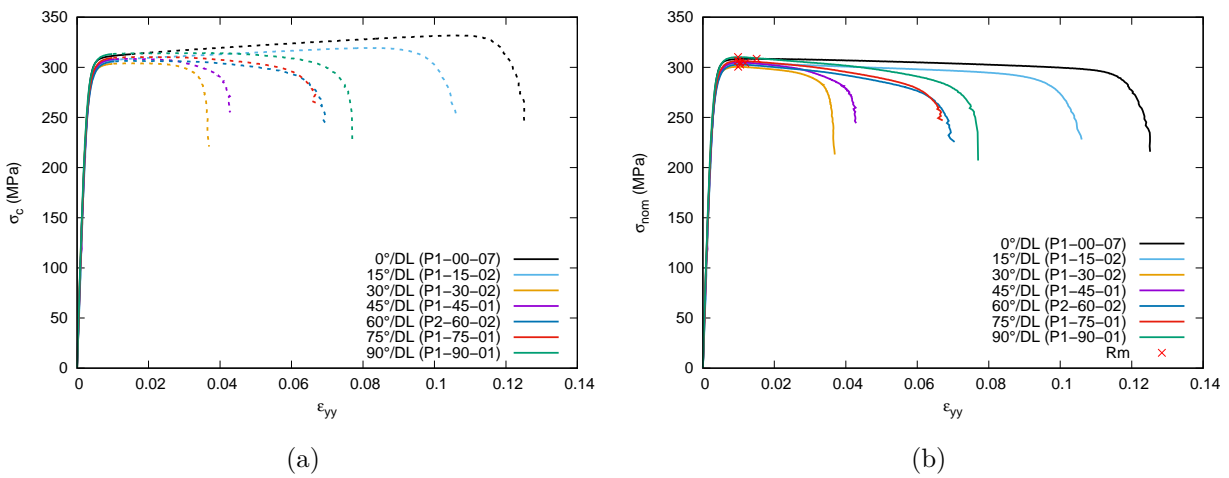 350
300
250
200
150
100
50
0
0
0.02
0.04
0.06
0.08
0.1
0.12
0.14
σc (MPa)
εyy
0°/DL (P1−00−07)
15°/DL (P1−15−02)
30°/DL (P1−30−02)
45°/DL (P1−45−01)
60°/DL (P2−60−02)
75°/DL (P1−75−01)
90°/DL (P1−90−01)
(a)
350
300
250
200
150
100
50
0
0
0.02
0.04
0.06
0.08
0.1
0.12
0.14
σnom (MPa)
εyy
0°/DL (P1−00−07)
15°/DL (P1−15−02)
30°/DL (P1−30−02)
45°/DL (P1−45−01)
60°/DL (P2−60−02)
75°/DL (P1−75−01)
90°/DL (P1−90−01)
Rm
(b)